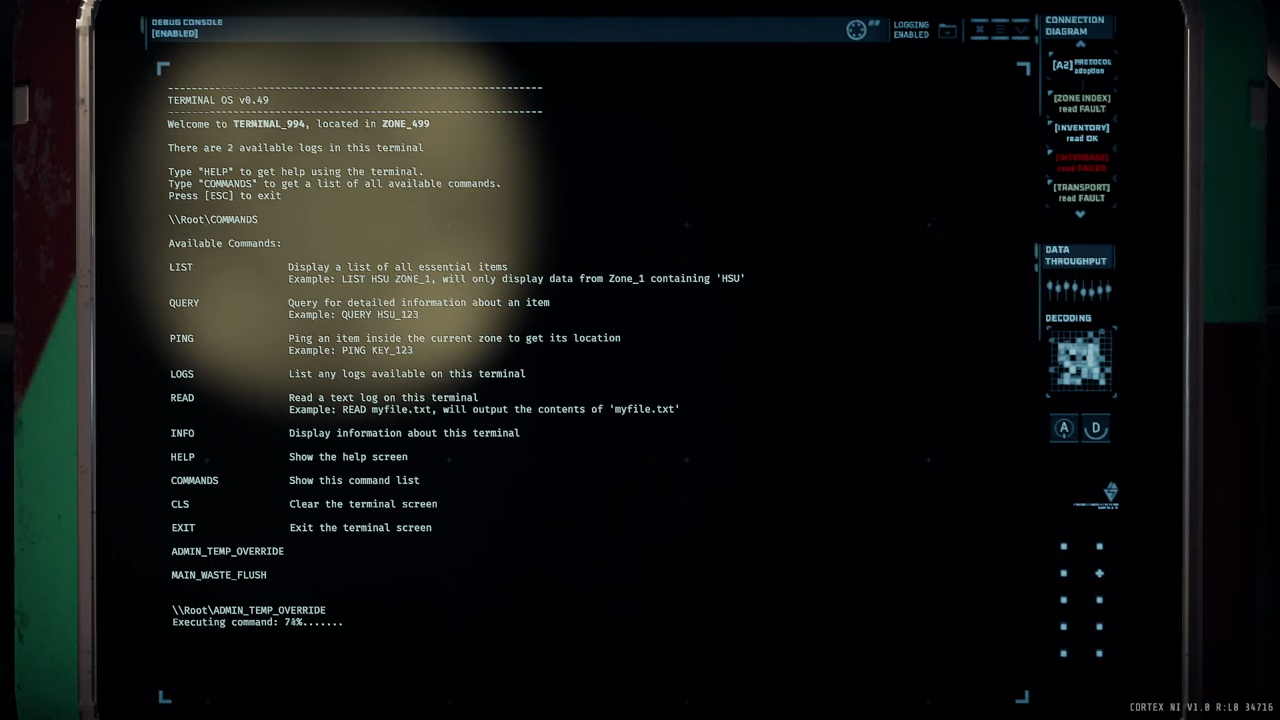 DEBUG CONSOLE
[ENABLED]
LOGGING
ENABLED
------------------------------------------------------------
TERMINAL OS v0.49
------------------------------------------------------------
Welcome to TERMINAL_994, located in ZONE_499
There are 2 available logs in this terminal
Type "HELP" to get help using the terminal.
Type "COMMANDS" to get a list of all available commands.
Press [ESC] to exit
\\Root\COMMANDS
Available Commands:
LIST Display a list of all essential items
Example: LIST HSU ZONE_1, will only display data from Zone_1 containing 'HSU'
QUERY Query for detailed information about an item
Example: QUERY HSU_123
PING Ping an item inside the current zone to get its location
Example: PING KEY_123
LOGS List any logs available on this terminal
READ Read a text log on this terminal
Example: READ myfile.txt, will output the contents of 'myfile.txt'
INFO Display information about this terminal
HELP Show the help screen
COMMANDS Show this command list
CLS Clear the terminal screen
EXIT Exit the terminal screen
ADMIN_TEMP_OVERRIDE
MAIN_WASTE_FLUSH
\\Root\ADMIN_TEMP_OVERRIDE
Executing command: .......
CONNECTION
DIAGRAM
[A2] PROTOCOL
adoption
[ZONE INDEX]
read FAULT
[INVENTORY]
read OK
[INTERBASE]
read FAILED
[TRANSPORT]
read FAULT
DATA
THROUGHPUT
DECODING
A D
CORTEX NI V1.0 R:L0 34716